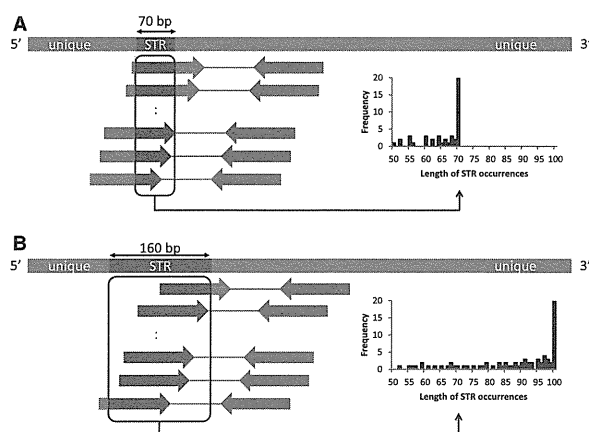 A
70 bp
5' unique STR unique 3'
:
Frequency
20
15
10
5
0
50 55 60 65 70 75 80 85 90 95 100
Length of STR occurrences
B
160 bp
5' unique STR unique 3'
:
Frequency
20
15
10
5
0
50 55 60 65 70 75 80 85 90 95 100
Length of STR occurrences